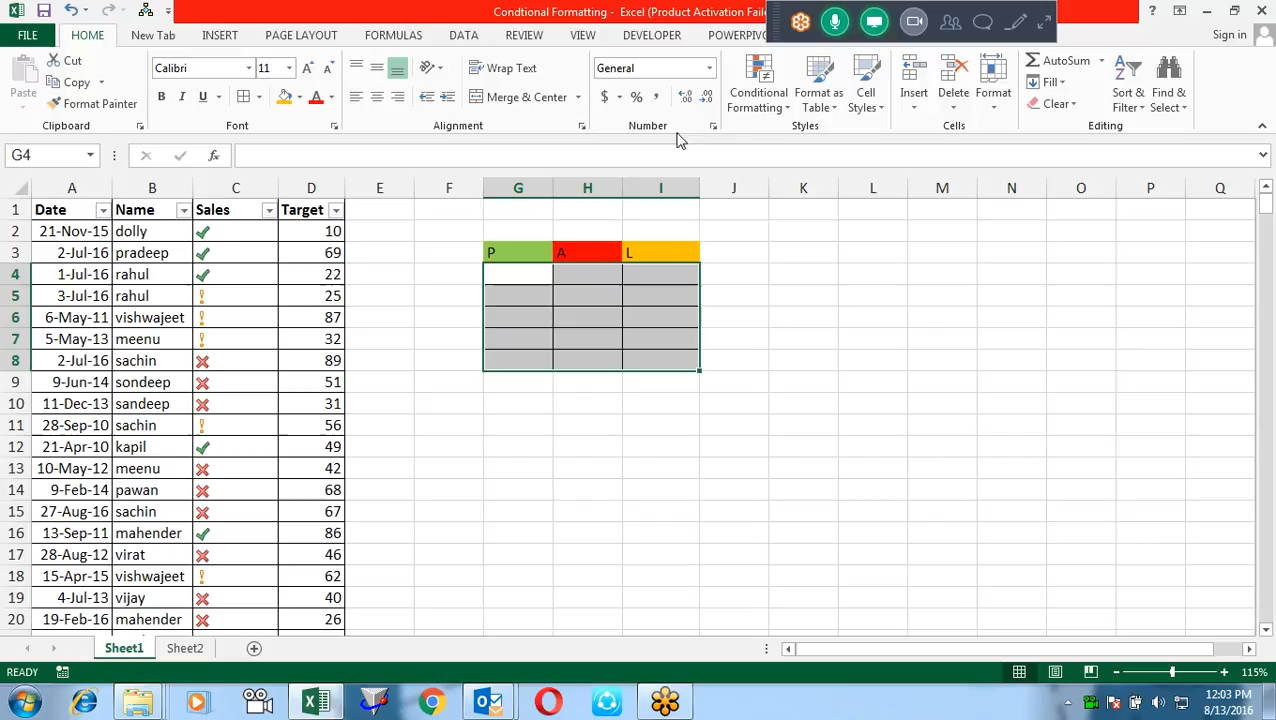 Condtional Formatting - Excel (Product Activation Faile
Sign in
FILE HOME New Tab INSERT PAGE LAYOUT FORMULAS DATA REVIEW VIEW DEVELOPER POWERPIV
Paste Cut Copy Format Painter Clipboard
Calibri 11 B I U A Font
Wrap Text Merge & Center Alignment
General $ % , Number
Conditional Formatting Format as Table Cell Styles Styles
Insert Delete Format Cells
AutoSum Fill Clear Sort & Filter Find & Select Editing
G4 fx
A B C D E F G H I J K L M N O P Q
1 Date Name Sales Target
2 21-Nov-15 dolly 10
3 2-Jul-16 pradeep 69 P A L
4 1-Jul-16 rahul 22
5 3-Jul-16 rahul 25
6 6-May-11 vishwajeet 87
7 5-May-13 meenu 32
8 2-Jul-16 sachin 89
9 9-Jun-14 sondeep 51
10 11-Dec-13 sandeep 31
11 28-Sep-10 sachin 56
12 21-Apr-10 kapil 49
13 10-May-12 meenu 42
14 9-Feb-14 pawan 68
15 27-Aug-16 sachin 67
16 13-Sep-11 mahender 86
17 28-Aug-12 virat 46
18 15-Apr-15 vishwajeet 62
19 4-Jul-13 vijay 40
20 19-Feb-16 mahender 26
Sheet1 Sheet2
READY 115%
12:03 PM
8/13/2016